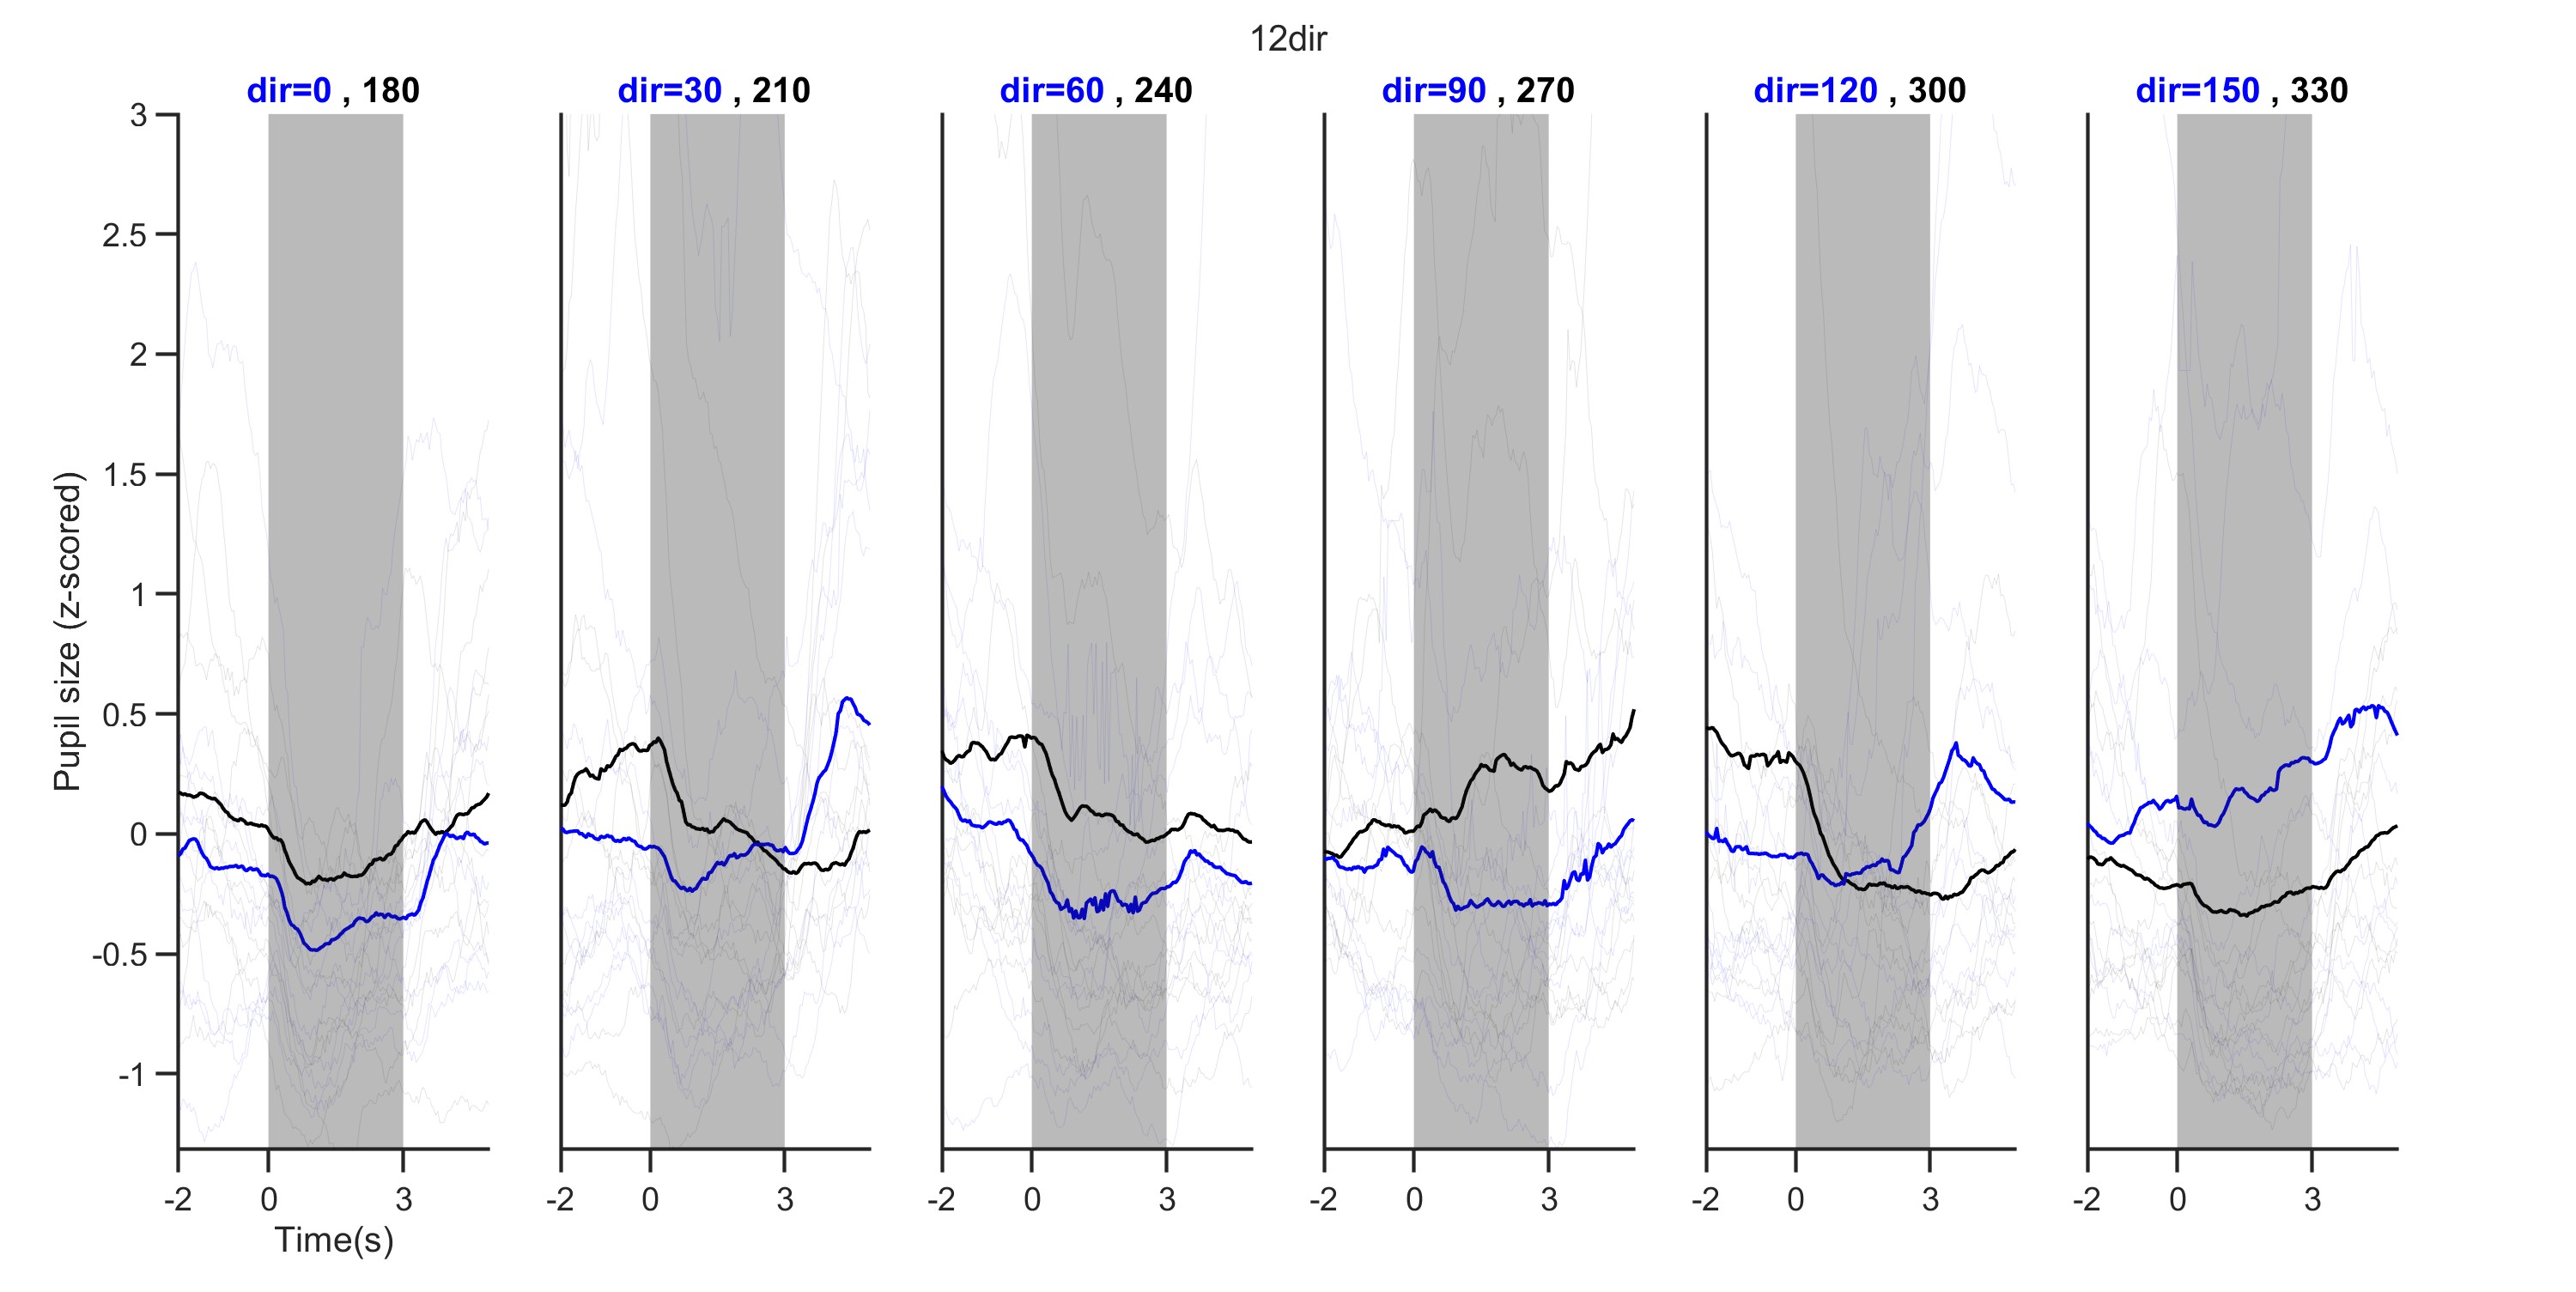 12dir
dir=0 , 180
dir=30 , 210
dir=60 , 240
dir=90 , 270
dir=120 , 300
dir=150 , 330
3
2.5
2
1.5
1
0.5
0
-0.5
-1
Pupil size (z-scored)
-2 0 3
-2 0 3
-2 0 3
-2 0 3
-2 0 3
-2 0 3
Time(s)